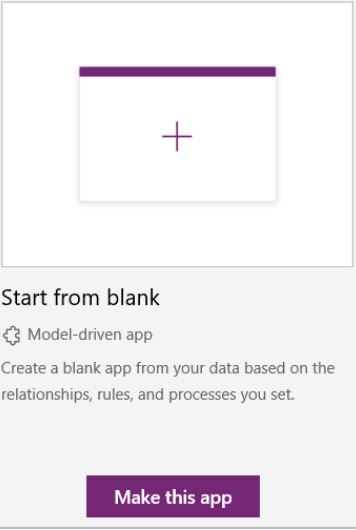 Start from blank
Model-driven app
Create a blank app from your data based on the
relationships, rules, and processes you set.
Make this app